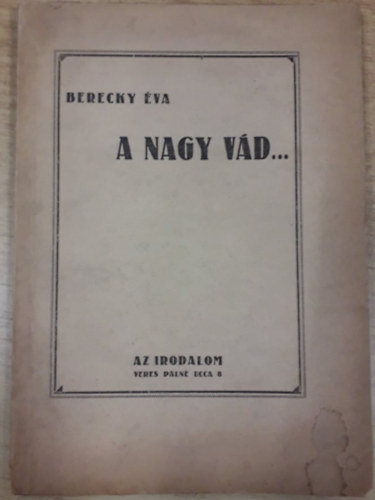 BERECKY ÉVA
A NAGY VÁD...
AZ IRODALOM
VERES PÁLNÉ UCCA 8